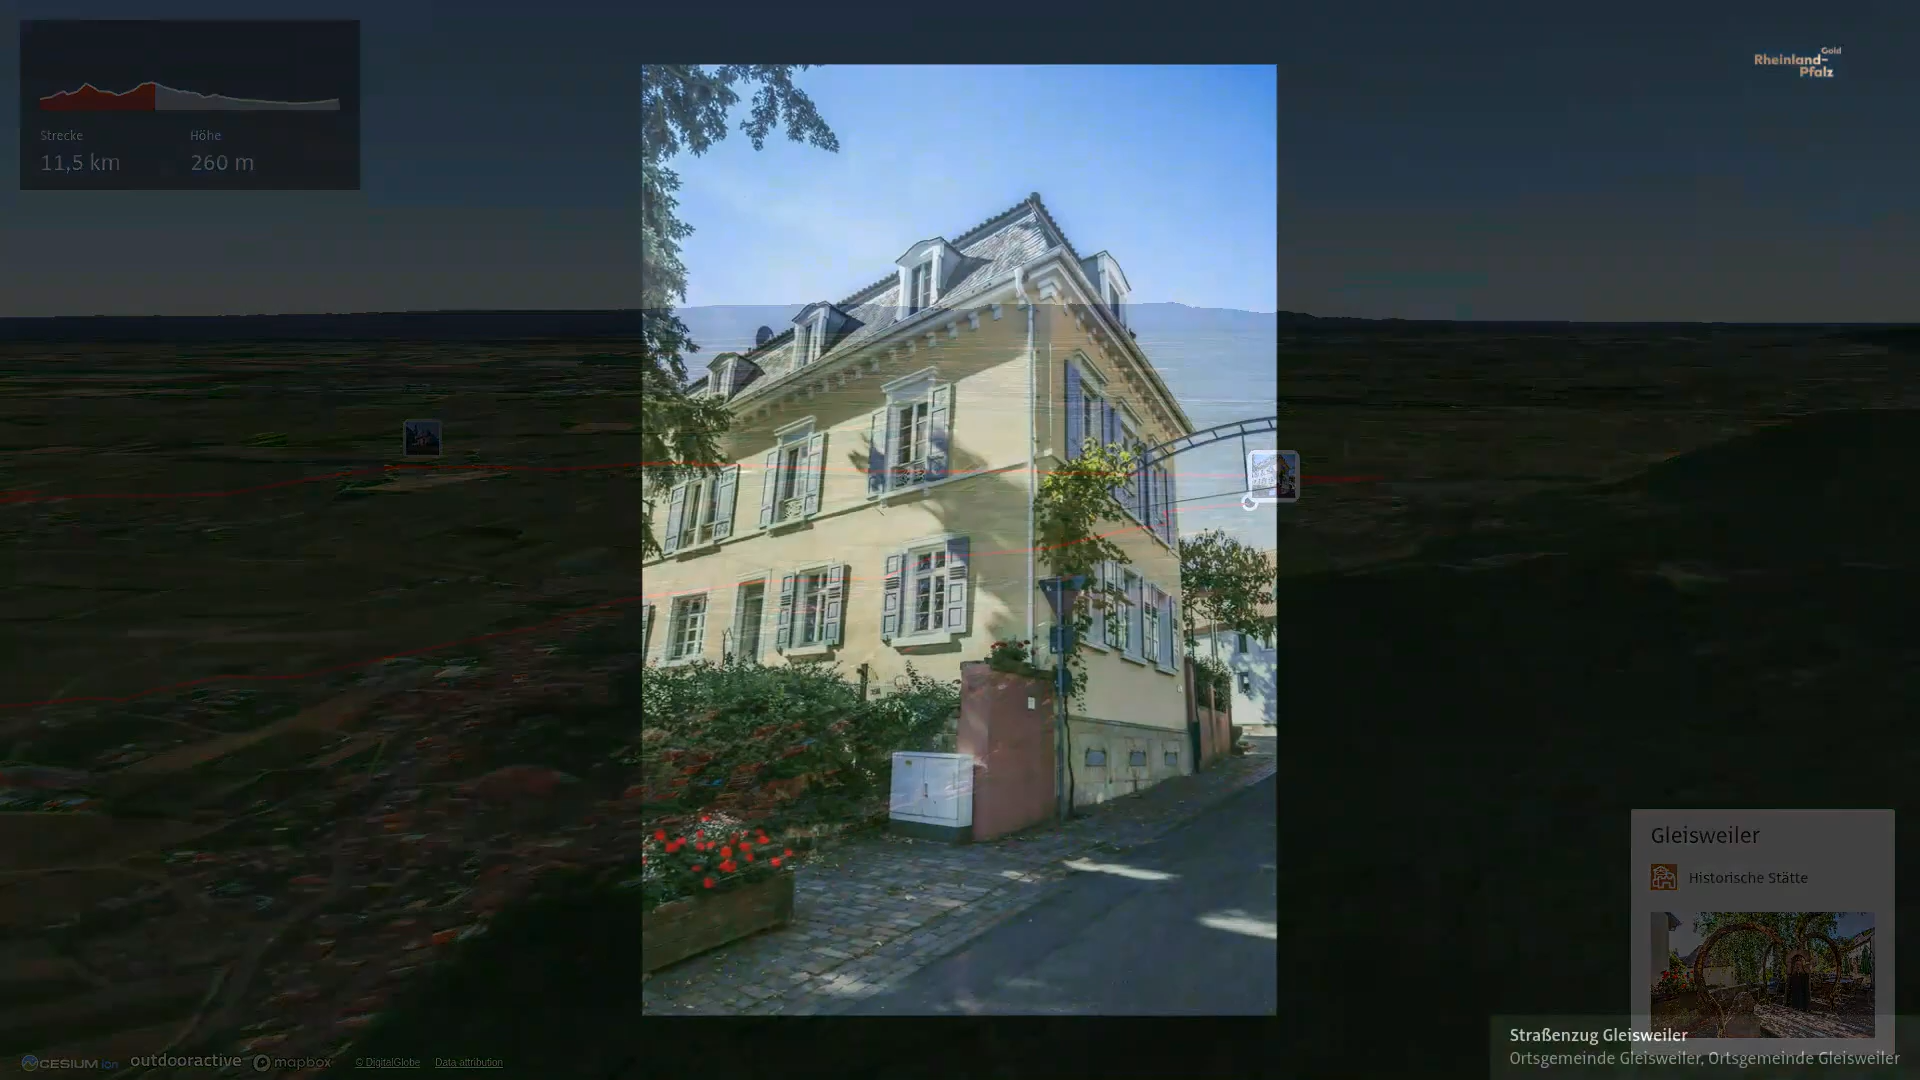 Strecke
11,5 km
Höhe
260 m
Gold
Rheinland-
Pfalz
Gleisweiler
Historische Stätte
Straßenzug Gleisweiler
Ortsgemeinde Gleisweiler, Ortsgemeinde Gleisweiler
CESIUM ion
outdooractive
mapbox
© DigitalGlobe
Data attribution